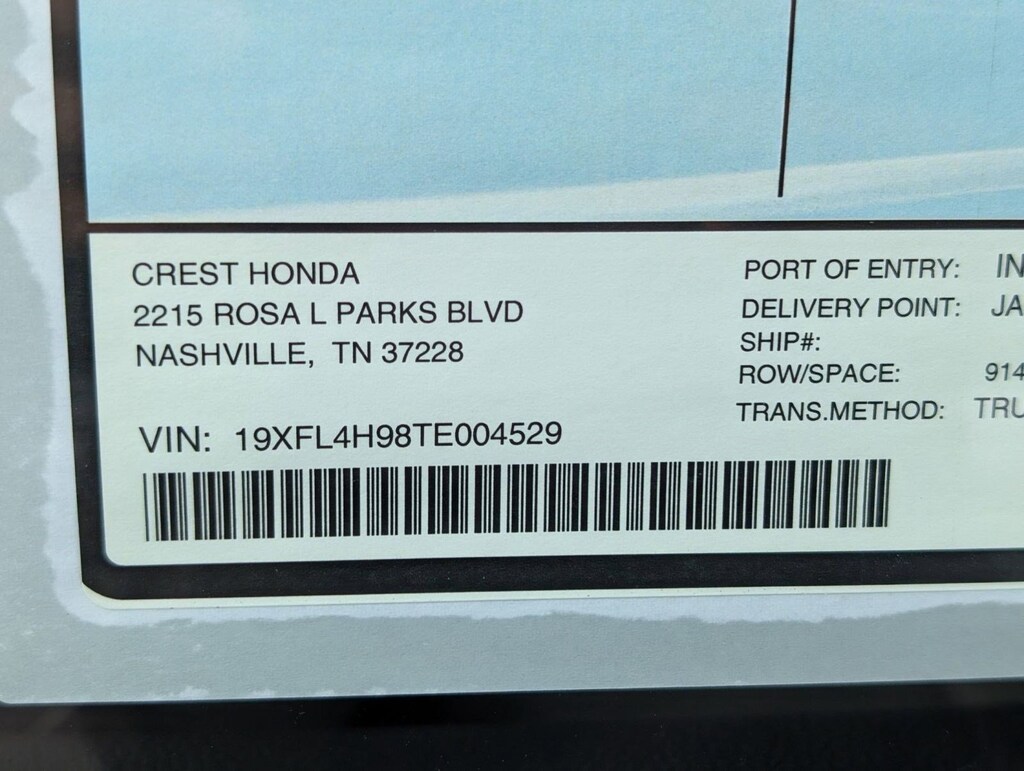 CREST HONDA
2215 ROSA L PARKS BLVD
NASHVILLE, TN 37228
VIN: 19XFL4H98TE004529
PORT OF ENTRY: IN
DELIVERY POINT: JA
SHIP#:
ROW/SPACE: 914
TRANS.METHOD: TRU